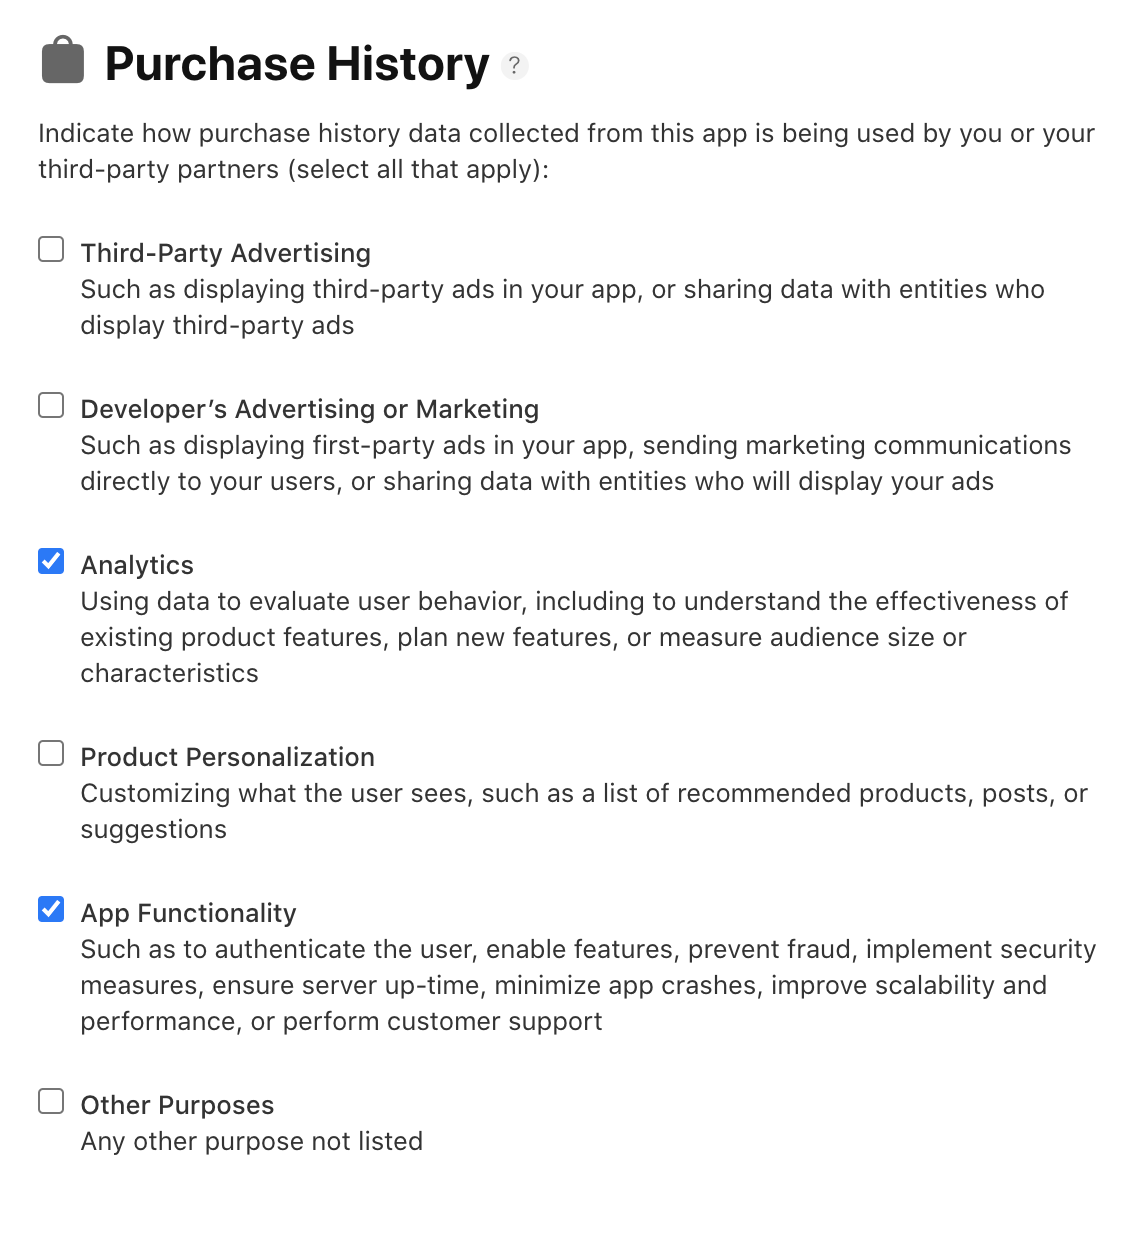 Purchase History ?
Indicate how purchase history data collected from this app is being used by you or your
third-party partners (select all that apply):
Third-Party Advertising
Such as displaying third-party ads in your app, or sharing data with entities who
display third-party ads
Developer’s Advertising or Marketing
Such as displaying first-party ads in your app, sending marketing communications
directly to your users, or sharing data with entities who will display your ads
Analytics
Using data to evaluate user behavior, including to understand the effectiveness of
existing product features, plan new features, or measure audience size or
characteristics
Product Personalization
Customizing what the user sees, such as a list of recommended products, posts, or
suggestions
App Functionality
Such as to authenticate the user, enable features, prevent fraud, implement security
measures, ensure server up-time, minimize app crashes, improve scalability and
performance, or perform customer support
Other Purposes
Any other purpose not listed